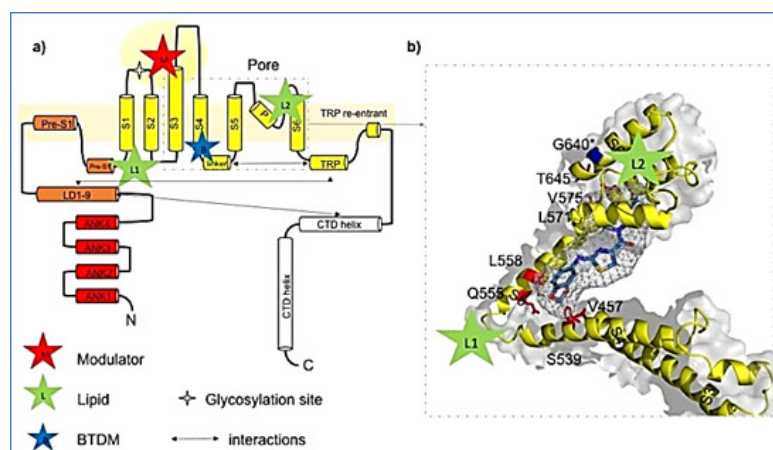 a)
Pore
M
S1
S2
S3
S4
S5
P
L2
S6
TRP re-entrant
Pre-S1
Pre-S1
L1
linker
TRP
LD1-9
ANK4
ANK3
ANK2
ANK1
N
CTD helix
CTD helix
C
Modulator
L
Lipid
Glycosylation site
BTDM
interactions
b)
G640*
L2
T645
V575
L571
L558
Q555
V457
L1
S539